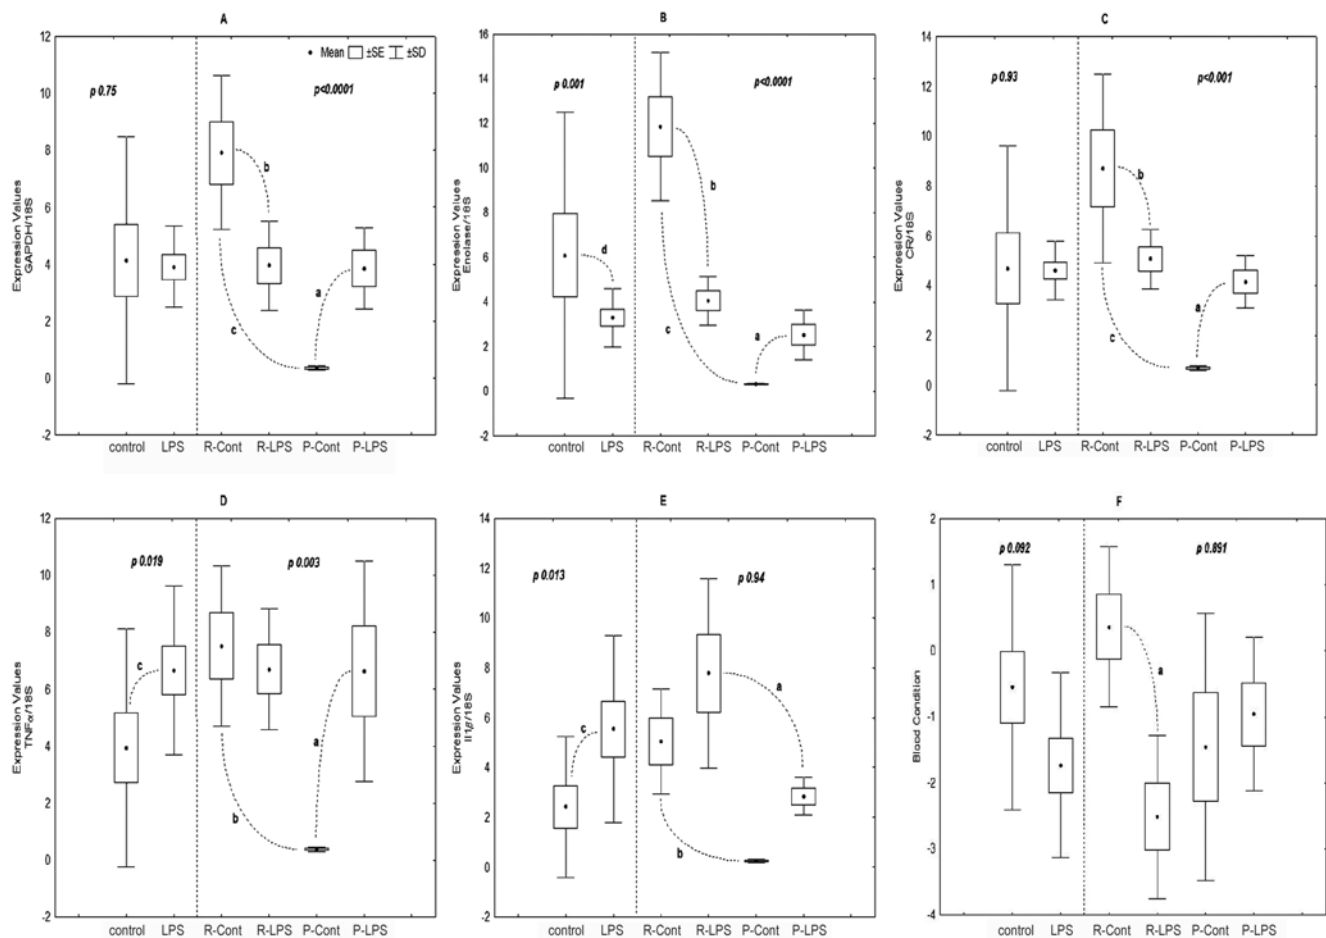 A
12
10
8
6
4
2
0
-2
Expression Values
GAPDH/18S
Mean ±SE ±SD
p 0.75
p<0.0001
b
a
c
control LPS R-Cont R-LPS P-Cont P-LPS
B
16
14
12
10
8
6
4
2
0
-2
Expression Values
Enolase/18S
p 0.001
p<0.0001
b
d
c
a
control LPS R-Cont R-LPS P-Cont P-LPS
C
14
12
10
8
6
4
2
0
-2
Expression Values
CR/18S
p 0.93
p<0.001
b
a
c
control LPS R-Cont R-LPS P-Cont P-LPS
D
12
10
8
6
4
2
0
-2
Expression Values
TNFα/18S
p 0.019
p 0.003
c
a
b
control LPS R-Cont R-LPS P-Cont P-LPS
E
14
12
10
8
6
4
2
0
-2
Expression Values
Il1β/18S
p 0.013
p 0.94
a
c
b
control LPS R-Cont R-LPS P-Cont P-LPS
F
2
1
0
-1
-2
-3
-4
Blood Condition
p 0.092
p 0.891
a
control LPS R-Cont R-LPS P-Cont P-LPS